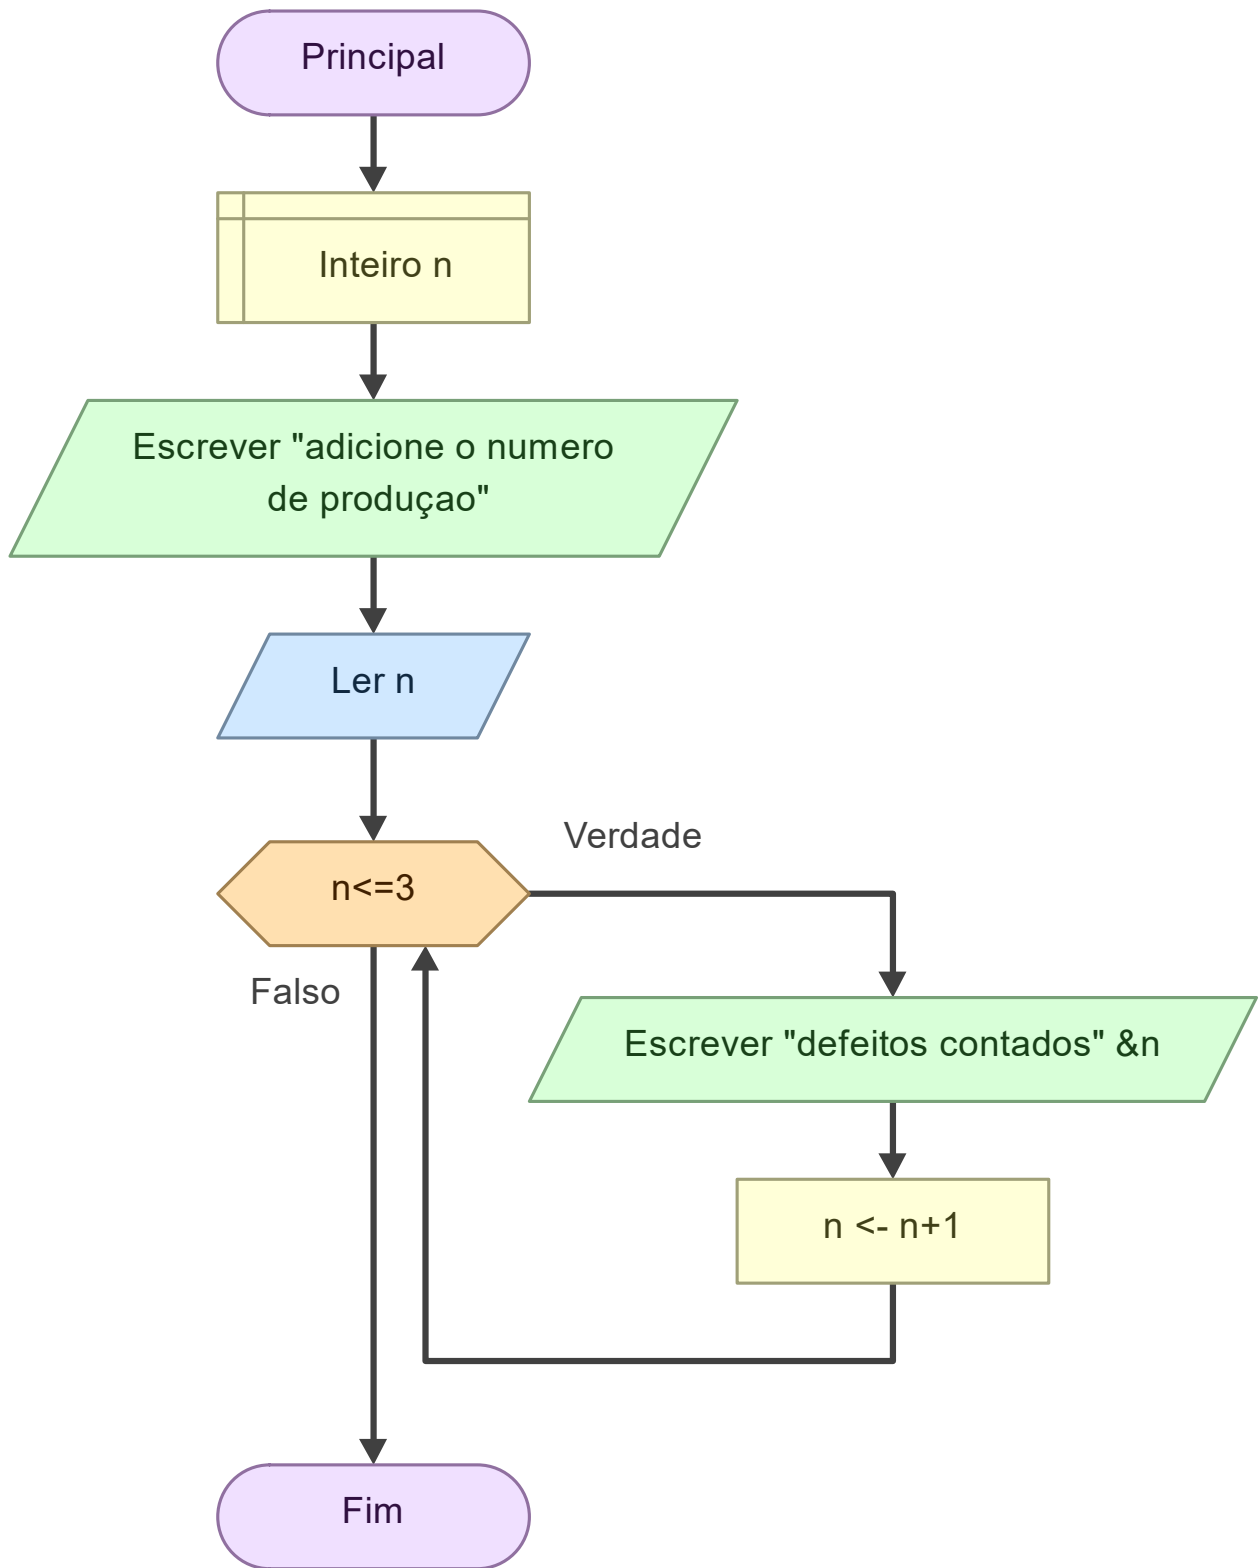 Principal
Inteiro n
Escrever "adicione o numero
de produçao"
Ler n
n<=3
Verdade
Falso
Escrever "defeitos contados" &n
n <- n+1
Fim